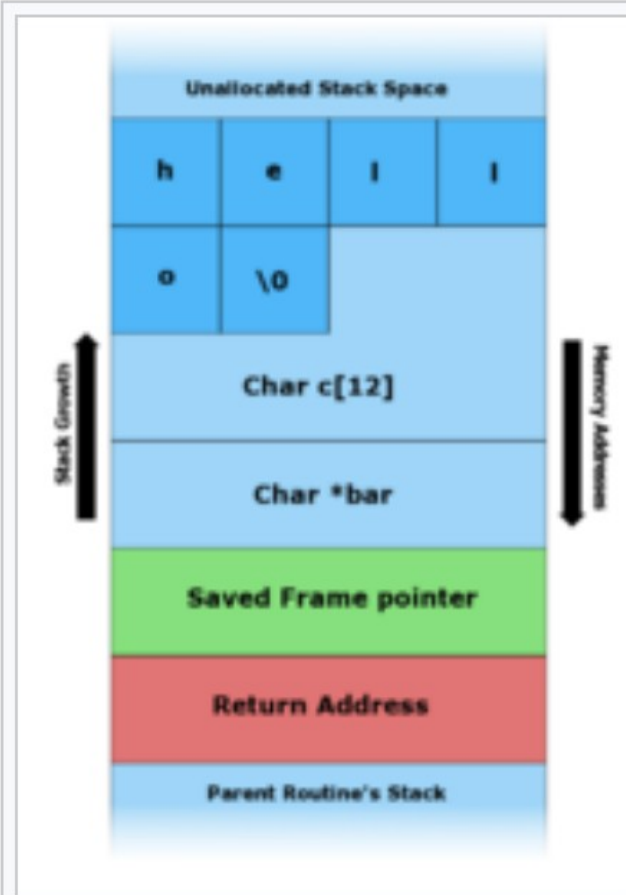 Unallocated Stack Space
h e l l
o \0
Char c[12]
Stack Growth
Memory Addresses
Char *bar
Saved Frame pointer
Return Address
Parent Routine's Stack